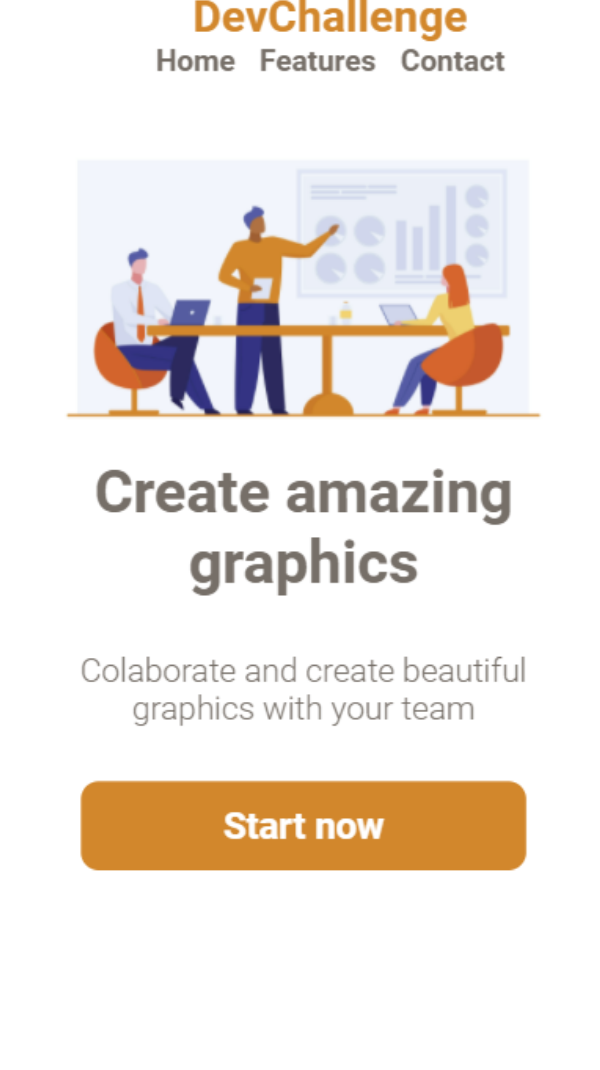 DevChallenge
Home Features Contact
Create amazing
graphics
Colaborate and create beautiful
graphics with your team
Start now